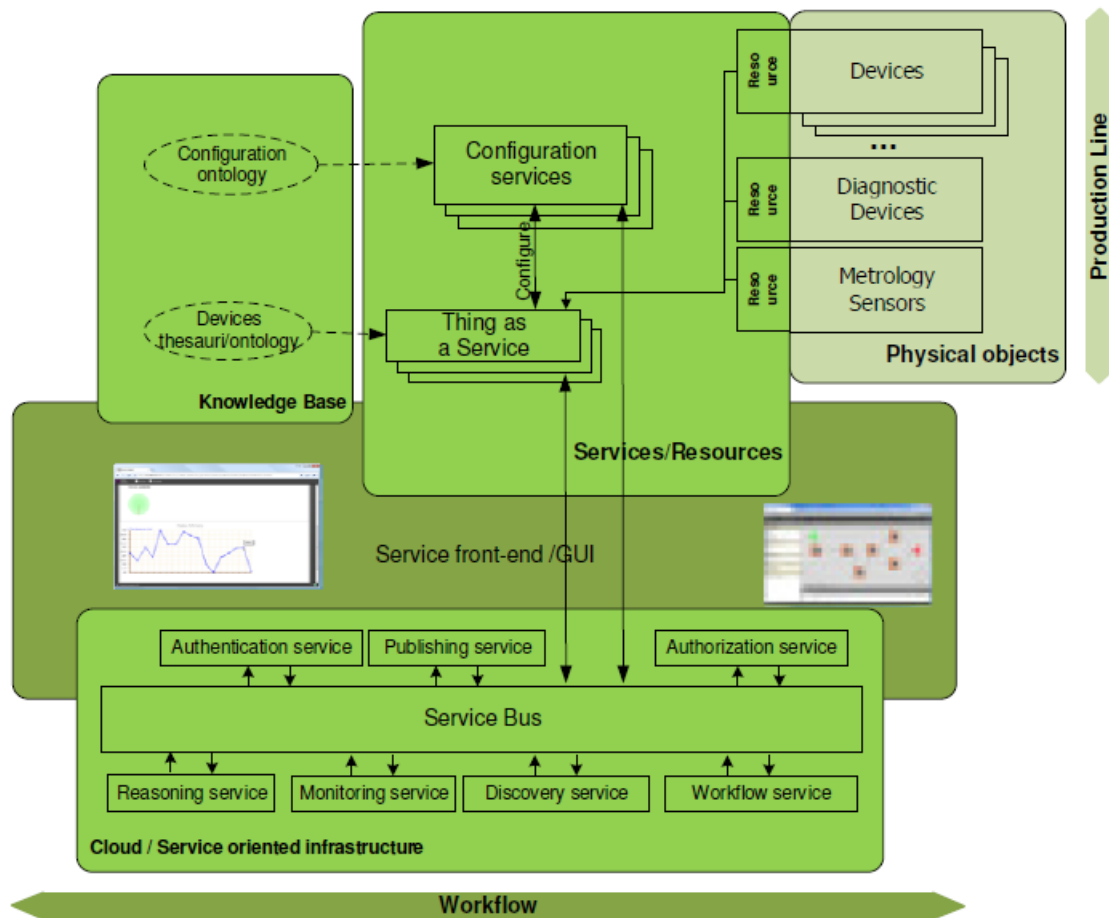 Reso
urce
Devices
...
Production Line
Configuration
ontology
Configuration
services
Reso
urce
Diagnostic
Devices
Configure
Reso
urce
Metrology
Sensors
Devices
thesauri/ontology
Thing as
a Service
Physical objects
Knowledge Base
Services/Resources
Service front-end /GUI
Authentication service
Publishing service
Authorization service
Service Bus
Reasoning service
Monitoring service
Discovery service
Workflow service
Cloud / Service oriented infrastructure
Workflow